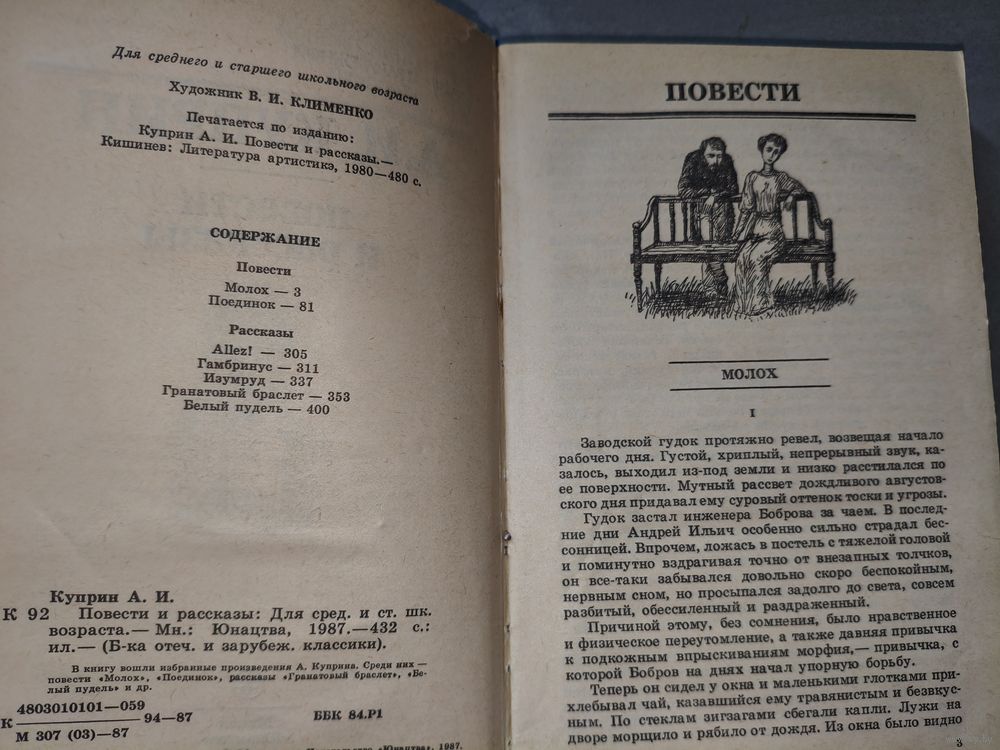 Для среднего и старшего школьного возраста
Художник В. И. КЛИМЕНКО
Печатается по изданию:
Куприн А. И. Повести и рассказы.—
Кишинев: Литература артистикэ, 1980—480 с.
СОДЕРЖАНИЕ
Повести
Молох — 3
Поединок — 81
Рассказы
Allez! — 305
Гамбринус — 311
Изумруд — 337
Гранатовый браслет — 353
Белый пудель — 400
Куприн А. И.
К 92 Повести и рассказы: Для сред. и ст. шк.
возраста.— Мн.: Юнацтва, 1987.—432 с.:
ил.— (Б-ка отеч. и зарубеж. классики).
В книгу вошли избранные произведения А. Куприна. Среди них —
повести «Молох», «Поединок», рассказы «Гранатовый браслет», «Бе-
лый пудель» и др.
4803010101—059
К ——— 94—87
М 307 (03)—87
ББК 84.Р1
«Юнацтва», 1987.
ПОВЕСТИ
МОЛОХ
I
Заводской гудок протяжно ревел, возвещая начало
рабочего дня. Густой, хриплый, непрерывный звук, ка-
залось, выходил из-под земли и низко расстилался по
ее поверхности. Мутный рассвет дождливого августов-
ского дня придавал ему суровый оттенок тоски и угрозы.
Гудок застал инженера Боброва за чаем. В послед-
ние дни Андрей Ильич особенно сильно страдал бес-
сонницей. Впрочем, ложась в постель с тяжелой головой
и поминутно вздрагивая точно от внезапных толчков,
он все-таки забывался довольно скоро беспокойным,
нервным сном, но просыпался задолго до света, совсем
разбитый, обессиленный и раздраженный.
Причиной этому, без сомнения, было нравственное
и физическое переутомление, а также давняя привычка
к подкожным впрыскиваниям морфия,— привычка, с
которой Бобров на днях начал упорную борьбу.
Теперь он сидел у окна и маленькими глотками при-
хлебывал чай, казавшийся ему травянистым и безвкус-
ным. По стеклам зигзагами сбегали капли. Лужи на
дворе морщило и рябило от дождя. Из окна было видно
3